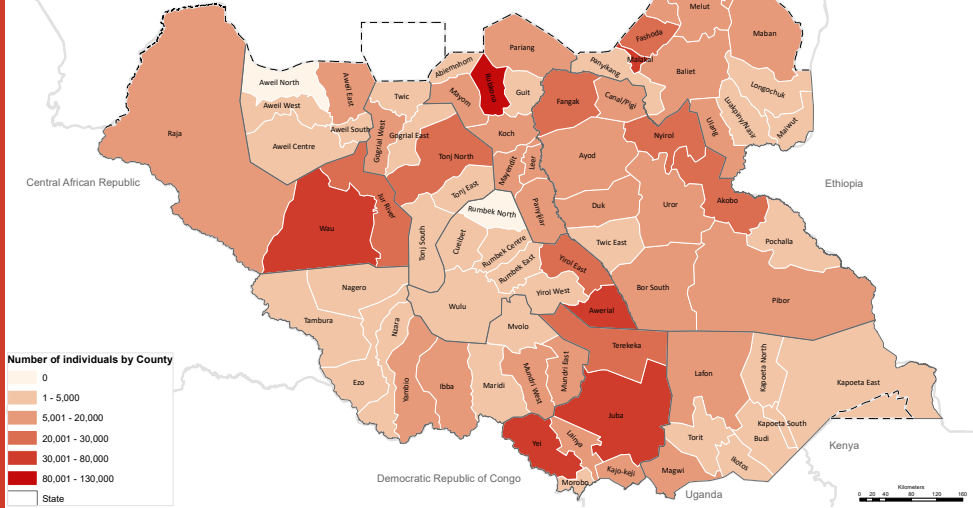 Melut
Maban
Fashoda
Pariang
Malakal
Panyikang
Baliet
Abiemnhom
Aweil North
Aweil East
Rubkona
Longochuk
Twic
Mayom
Guit
Fangak
Canal/Pigi
Aweil West
Luakpiny/Nasir
Maiwut
Ulang
Aweil South
Gogrial West
Gogrial East
Koch
Nyirol
Raja
Aweil Centre
Tonj North
Mayendit
Leer
Ayod
Central African Republic
Ethiopia
Tonj East
Jur River
Rumbek North
Panyijiar
Duk
Uror
Akobo
Wau
Tonj South
Cueibet
Rumbek Centre
Rumbek East
Twic East
Pochalla
Yirol East
Nagero
Yirol West
Bor South
Pibor
Wulu
Awerial
Tambura
Nzara
Mvolo
Terekeka
Number of individuals by County
0
1 - 5,000
5,001 - 20,000
20,001 - 30,000
30,001 - 80,000
80,001 - 130,000
State
Ezo
Yambio
Ibba
Maridi
Mundri West
Mundri East
Lafon
Kapoeta North
Kapoeta East
Juba
Kapoeta South
Yei
Lainya
Torit
Budi
Kenya
Ikotos
Democratic Republic of Congo
Morobo
Kajo-keji
Magwi
Uganda
Kilometers
0 20 40 80 120 160